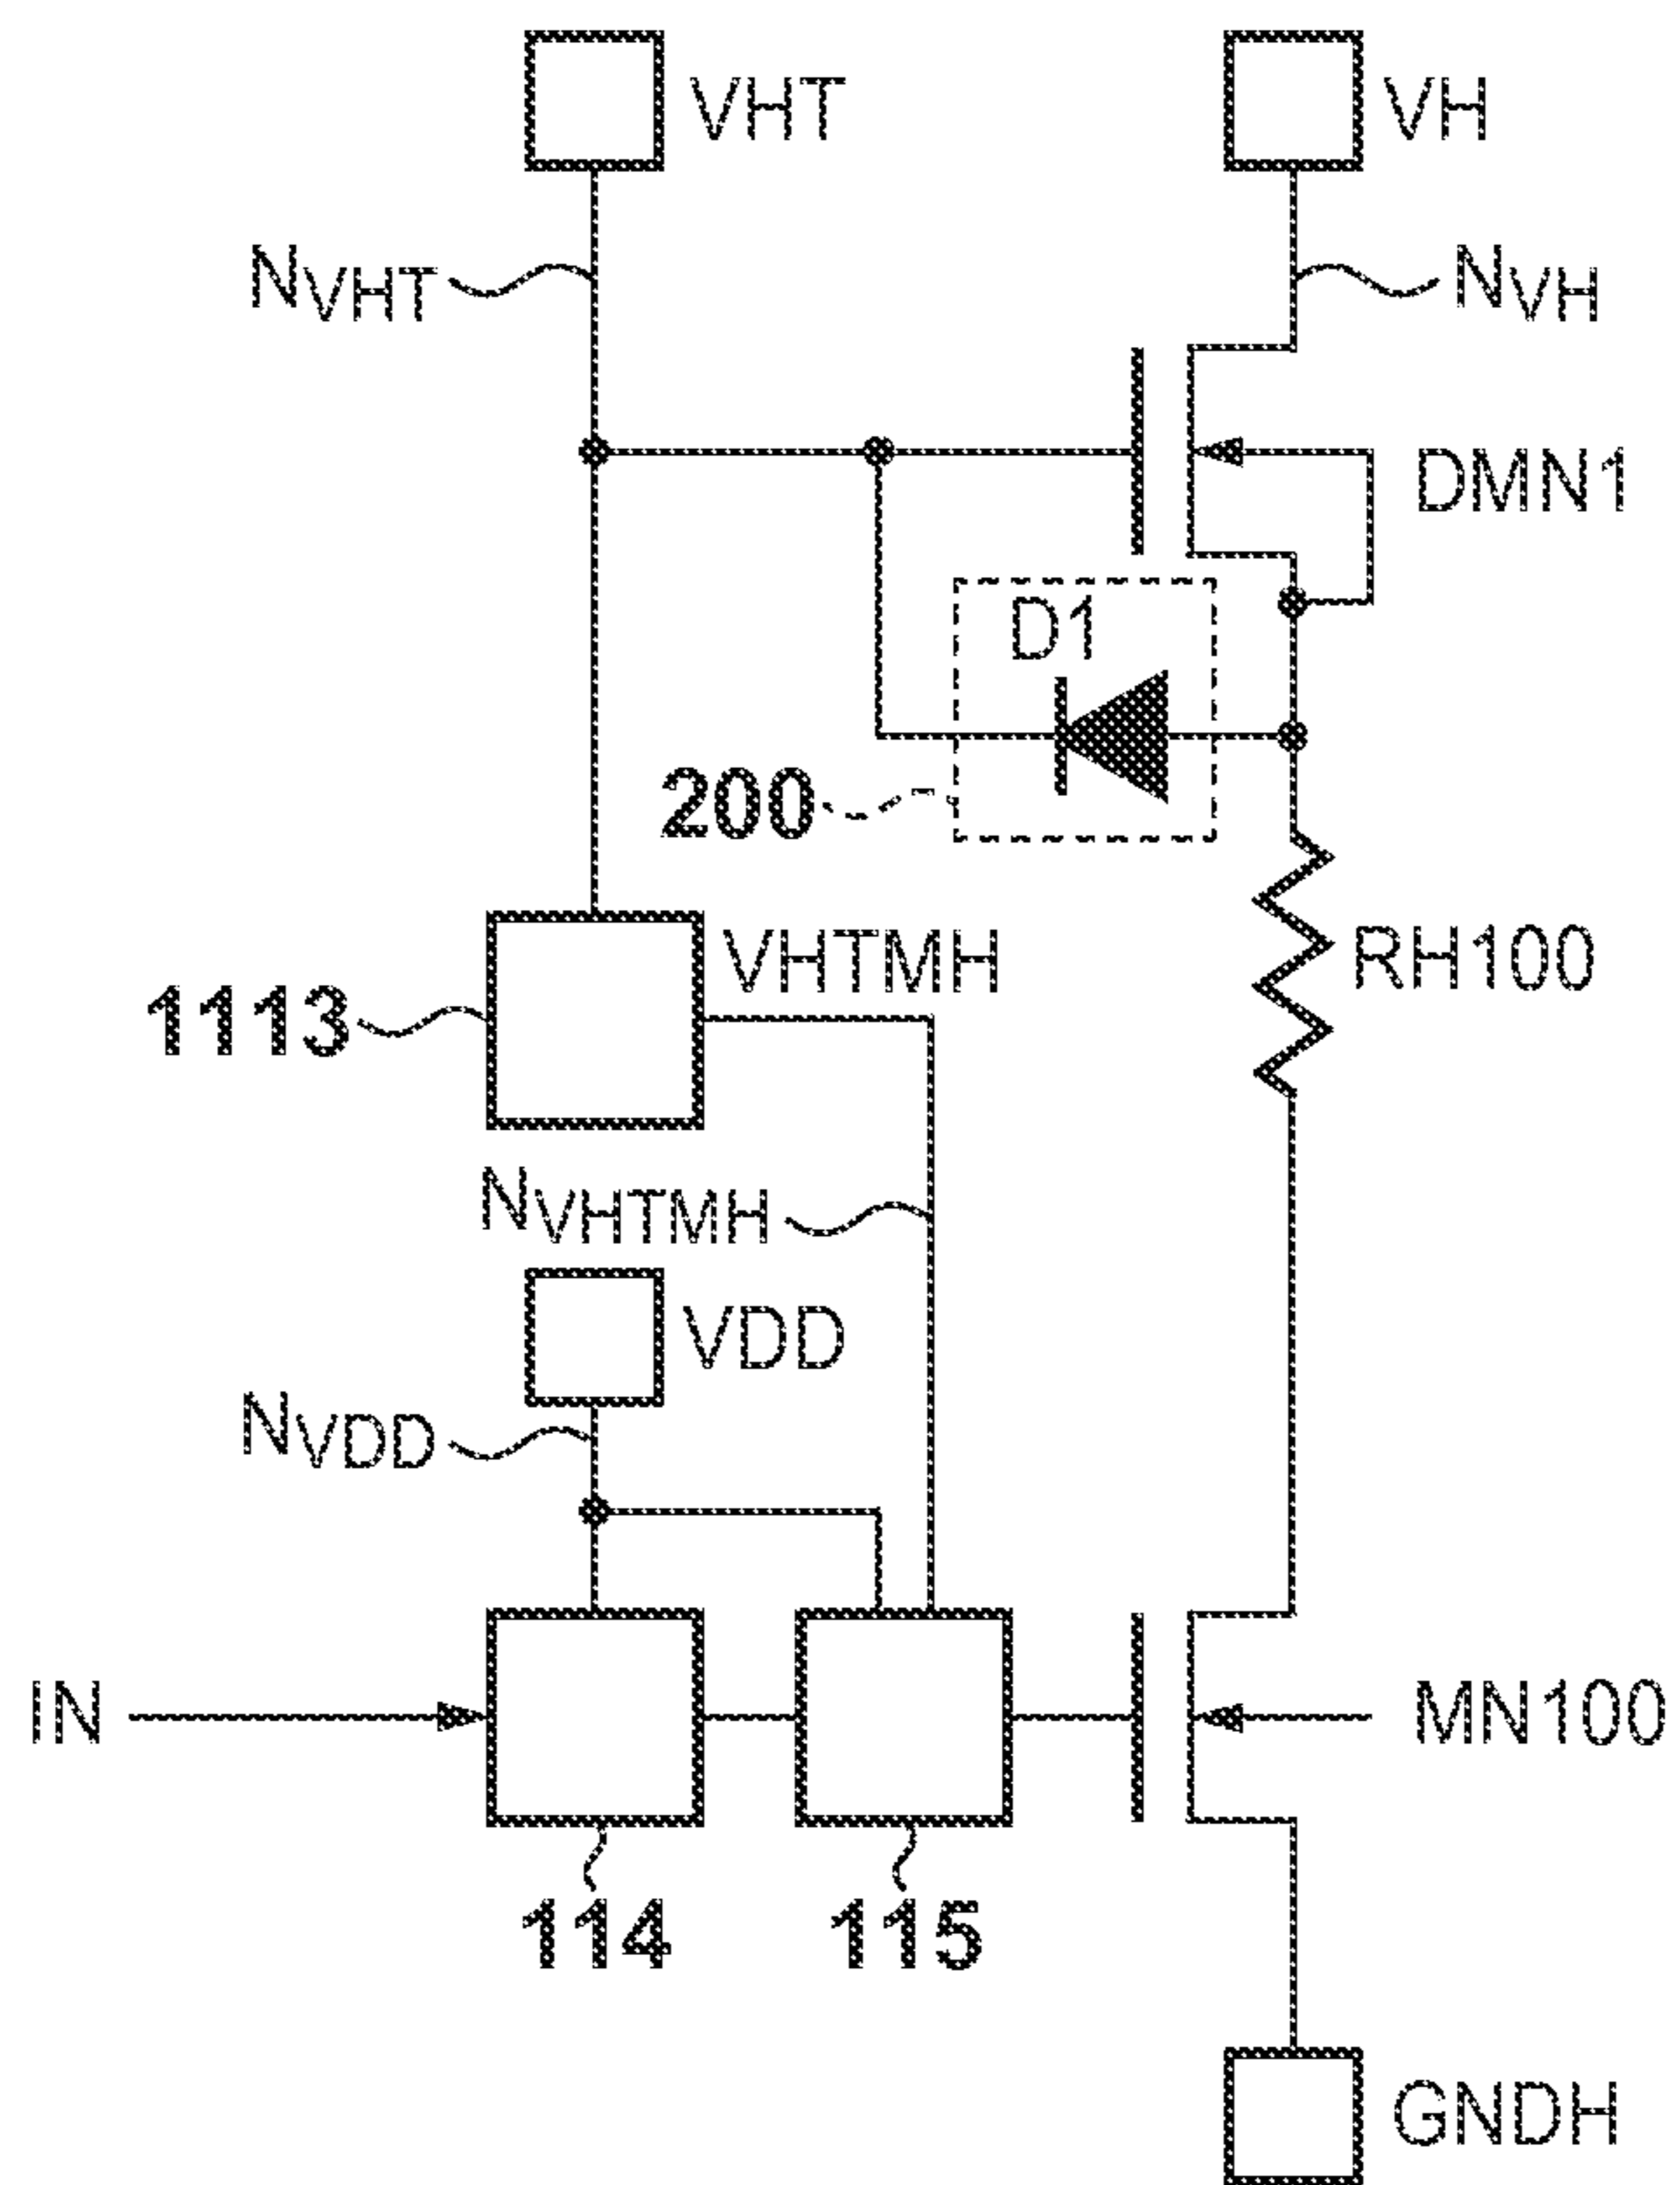 VHT
VH
NVHT
NVH
DMN1
D1
200
RH100
VHTMH
1113
NVHTMH
VDD
NVDD
IN
MN100
114
115
GNDH